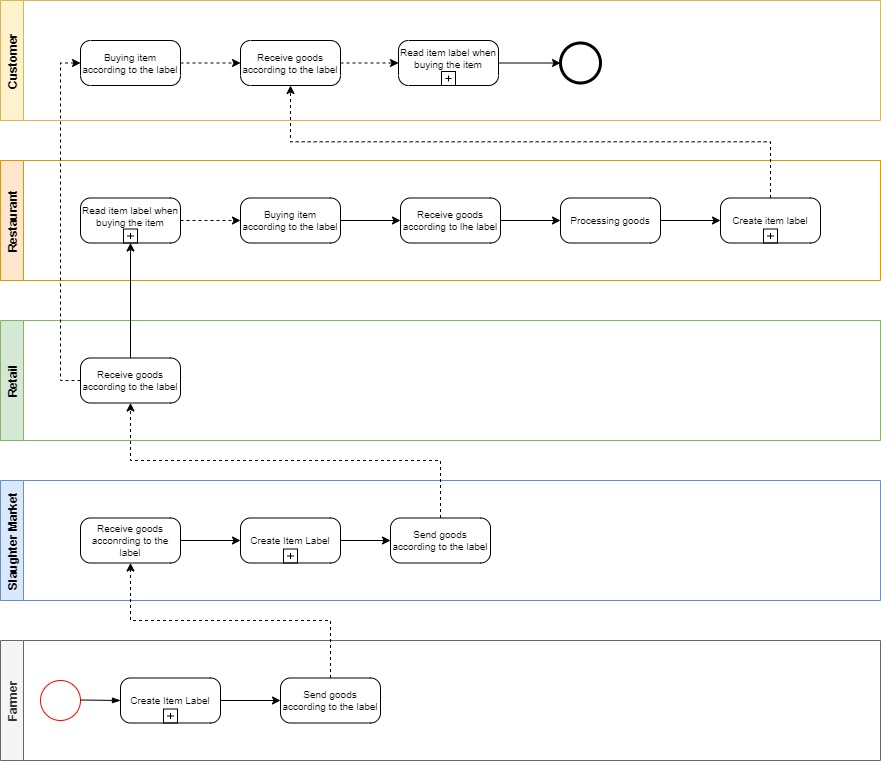 Customer
Buying item
according to the label
Receive goods
according to the label
Read item label when
buying the item
Restaurant
Read item label when
buying the item
Buying item
according to the label
Receive goods
according to lhe label
Processing goods
Create item label
Retail
Receive goods
according to the label
Slaughter Market
Receive goods
acconrding to the
label
Create Item Label
Send goods
according to the label
Farmer
Create Item Label
Send goods
according to the label